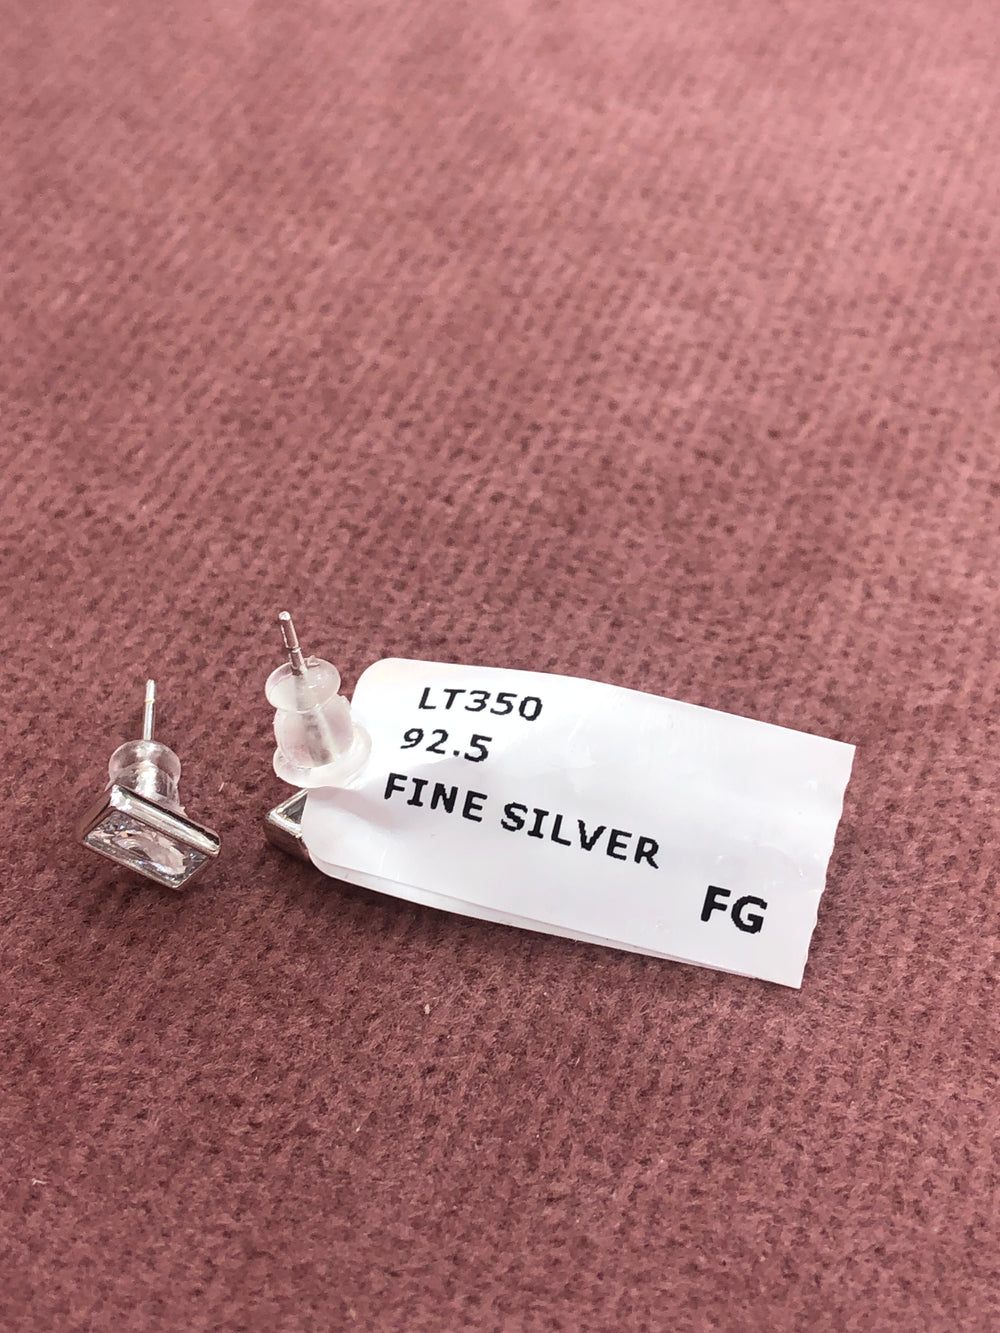 LT350
92.5
FINE SILVER
FG